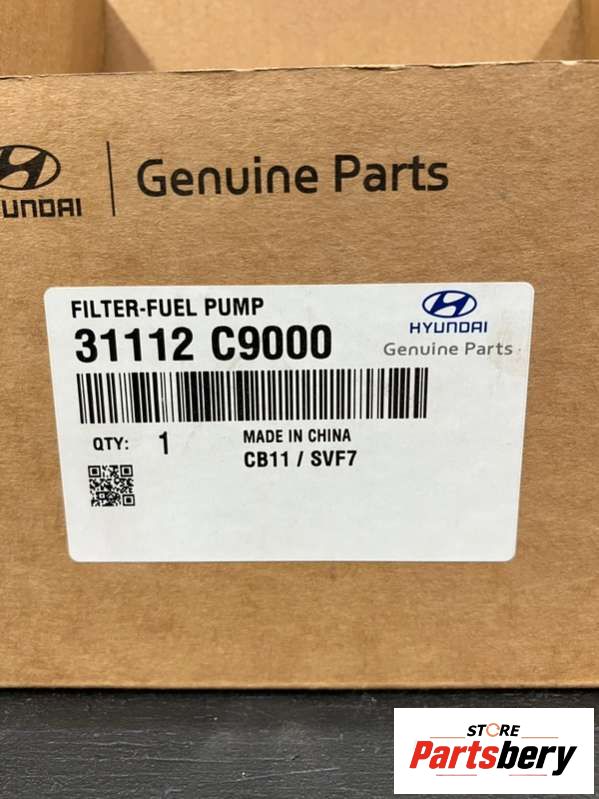 Genuine Parts
HYUNDAI
FILTER-FUEL PUMP
31112 C9000
HYUNDAI
Genuine Parts
QTY: 1
MADE IN CHINA
CB11 / SVF7
STORE
Partsbery